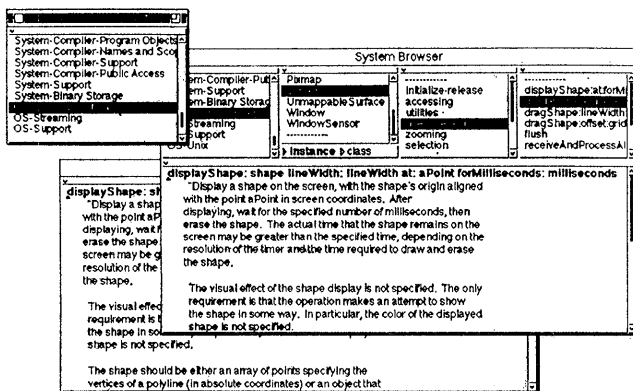 System-Compiler-Program Objects
System-Compiler-Names and Scop
System-Compiler-Support
System-Compiler-Public Access
System-Support
System-Binary Storage
OS-Streaming
OS-Support
System Browser
em-Compiler-Pub
em-Support
em-Binary Storag
treaming
upport
nix
Pixmap
UnmappableSurface
Window
WindowSensor
------------
instance class
------------
initialize-release
accessing
utilities
zooming
selection
------------
displayShape:at:forMi
dragShape:lineWidth
dragShape:offset:grid
flush
receiveAndProcessAl
displayShape: shape lineWidth: lineWidth at: aPoint forMilliseconds: milliseconds
"Display a shape on the screen, with the shape's origin aligned
with the point aPoint in screen coordinates. After
displaying, wait for the specified number of milliseconds, then
erase the shape. The actual time that the shape remains on the
screen may be greater than the specified time, depending on the
resolution of the timer and the time required to draw and erase
the shape.
The visual effect of the shape display is not specified. The only
requirement is that the operation makes an attempt to show
the shape in some way. In particular, the color of the displayed
shape is not specified.
displayShape: sh
"Display a shap
with the point aP
displaying, wait f
erase the shape
screen may be g
resolution of the
the shape.
The visual effec
requirement is t
the shape in so
shape is not specified.
The shape should be either an array of points specifying the
vertices of a polyline (in absolute coordinates) or an object that